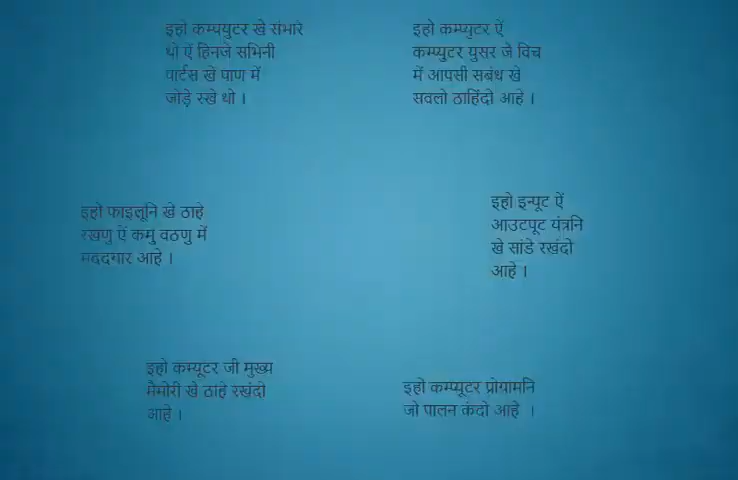 इहो कम्पयुटर खे संभारे
थो ऐं हिनजे सभिनी
पार्टस खे पाण में
जोड़े रखे थो ।
इहो कम्प्युटर ऐं
कम्प्युटर युसर जे विच
में आपसी सबंध खे
सवलो ठाहिंदो आहे ।
इहो फाइलूनि खे ठाहे
रखणु ऐं कमु वठणु में
मददगार आहे ।
इहो इन्पूट ऐं
आउटपूट यंत्रनि
खे सांडे रखंदो
आहे ।
इहो कम्यूटर जी मुख्य
मैमोरी खे ठाहे रखंदो
आहे ।
इहो कम्प्यूटर प्रोग्रामनि
जो पालन कंदो आहे ।